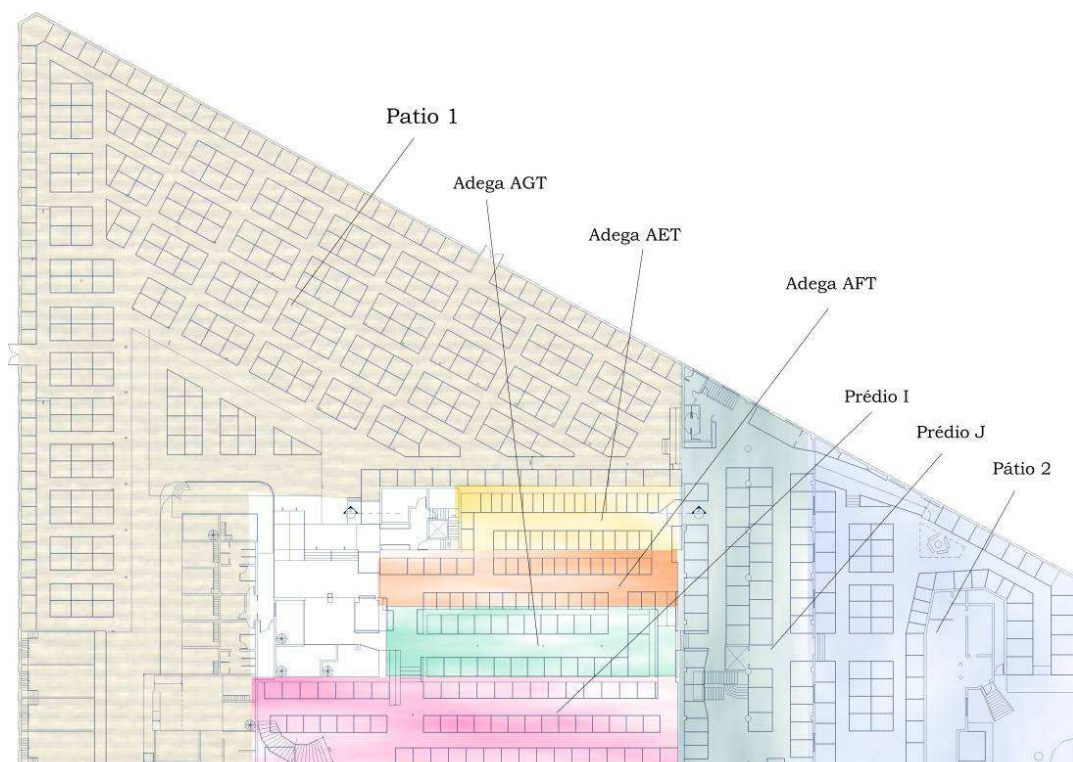 Patio 1
Adega AGT
Adega AET
Adega AFT
Prédio I
Prédio J
Pátio 2